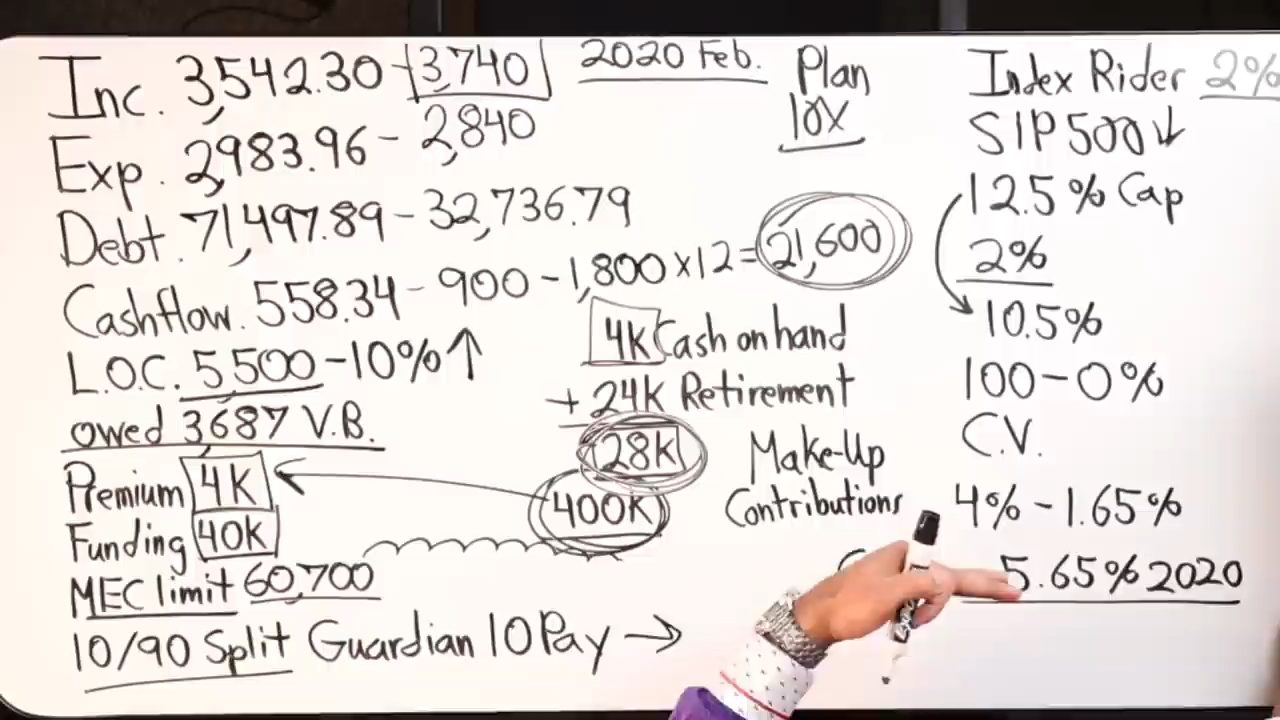 Inc. 3,542.30 - 3,740
2020 Feb.
Exp. 2,983.96 - 2,840
Debt. 71,497.89 - 32,736.79
Cashflow. 558.34 - 900 - 1,800 x 12 = 21,600
L.O.C. 5,500 - 10% ↑
owed 3,687 V.B.
Premium 4K
Funding 40K
MEC limit 60,700
10/90 Split Guardian 10 Pay →
4K Cash on hand
+ 24K Retirement
28K
400K
Plan
10X
Make-Up
Contributions
Index Rider 2%
S1P 500 ↓
12.5% Cap
2%
10.5%
100 - 0%
C.V.
4% - 1.65%
5.65% 2020